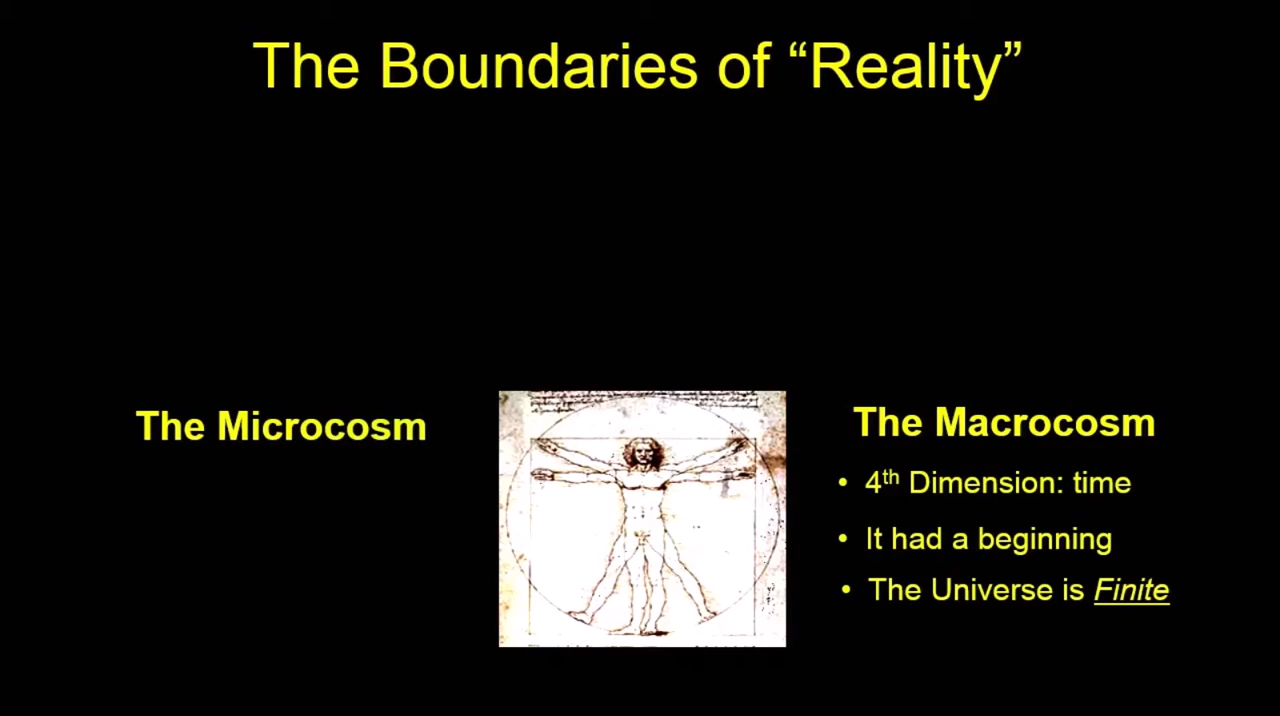 The Boundaries of “Reality”
The Microcosm
The Macrocosm
• 4th Dimension: time
• It had a beginning
• The Universe is Finite